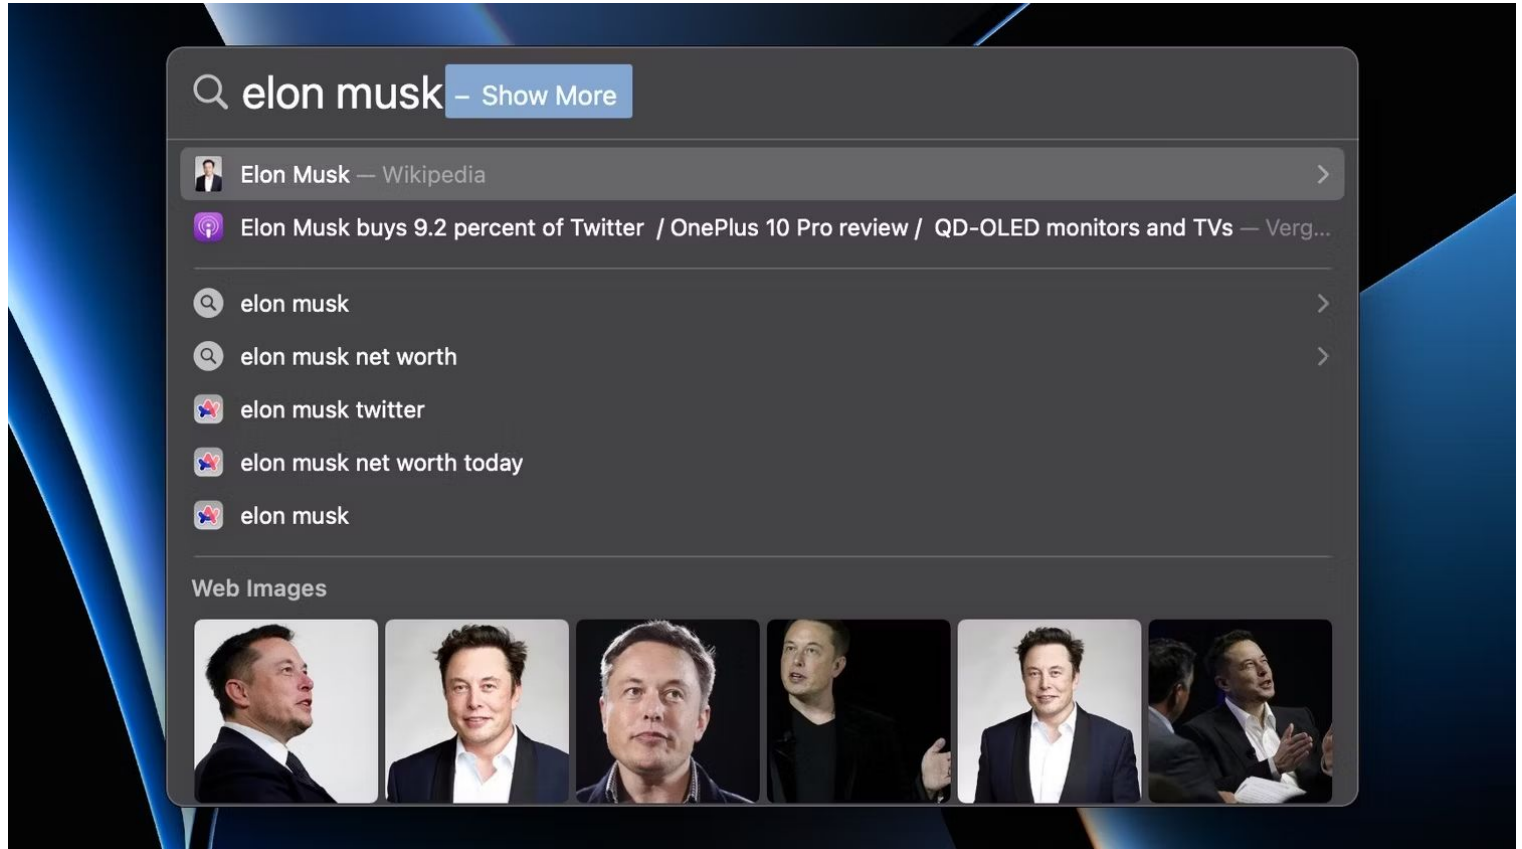 elon musk – Show More
Elon Musk — Wikipedia
Elon Musk buys 9.2 percent of Twitter / OnePlus 10 Pro review / QD-OLED monitors and TVs — Verg...
elon musk
elon musk net worth
elon musk twitter
elon musk net worth today
elon musk
Web Images